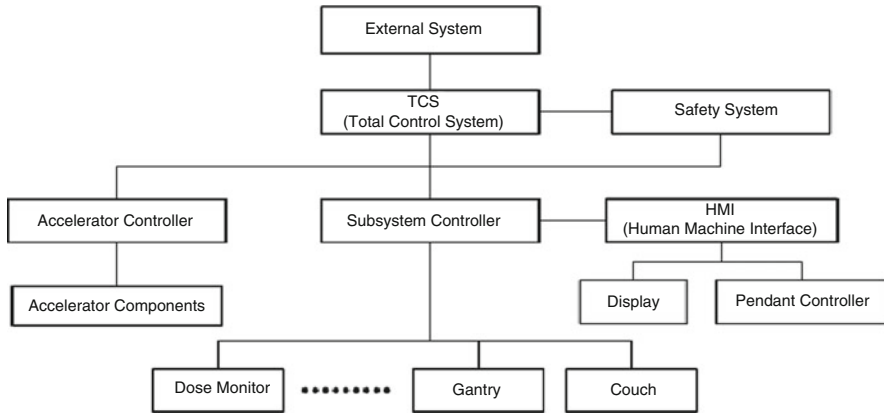 External System
TCS
(Total Control System)
Safety System
Accelerator Controller
Subsystem Controller
HMI
(Human Machine Interface)
Accelerator Components
Display
Pendant Controller
Dose Monitor
Gantry
Couch